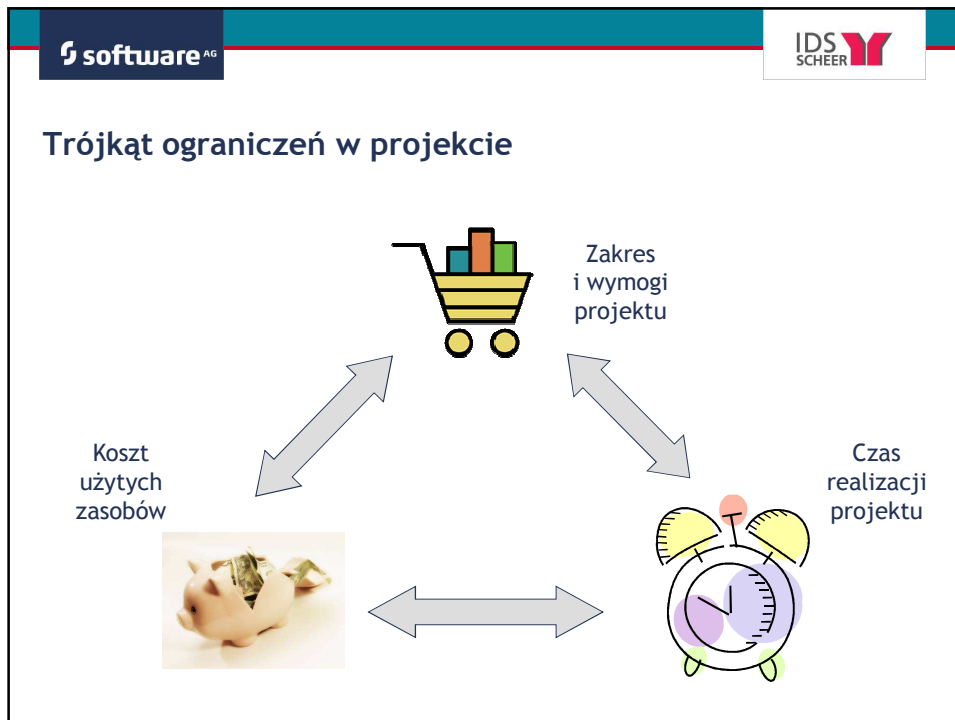 software AG
IDS
SCHEER
Trójkąt ograniczeń w projekcie
Zakres
i wymogi
projektu
Koszt
użytych
zasobów
Czas
realizacji
projektu